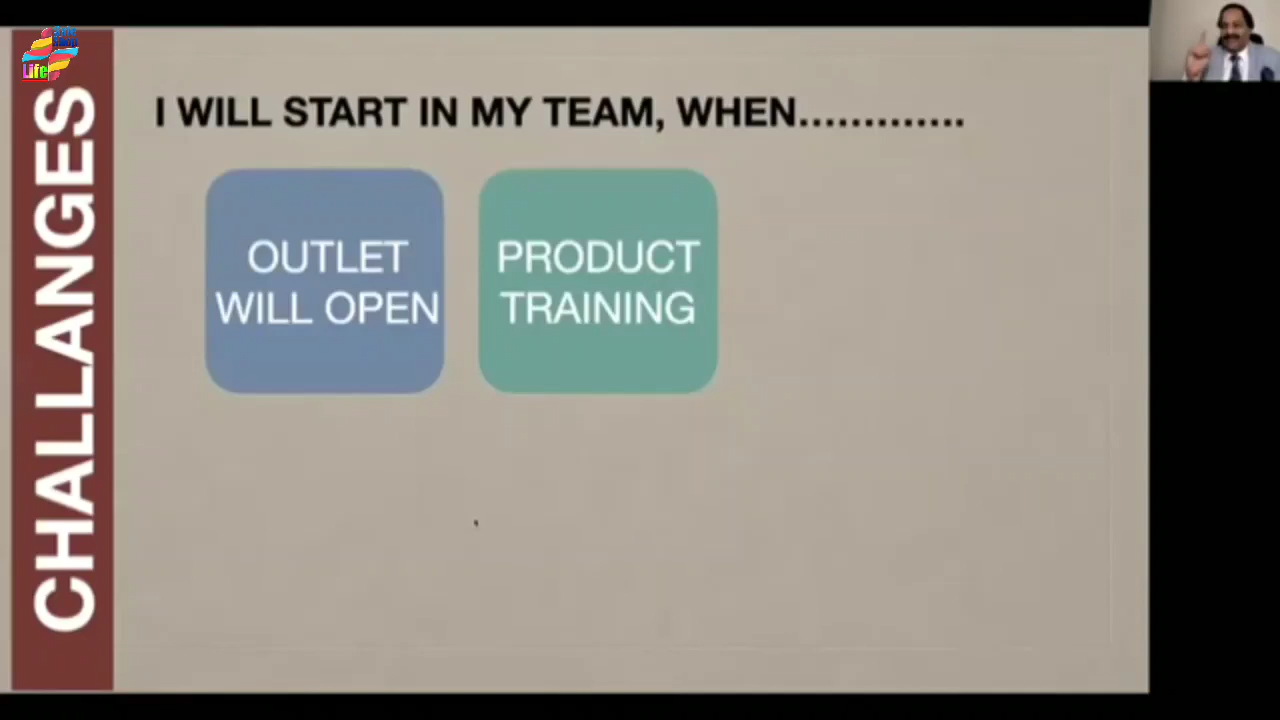 Life
CHALLANGES
I WILL START IN MY TEAM, WHEN.............
OUTLET
WILL OPEN
PRODUCT
TRAINING